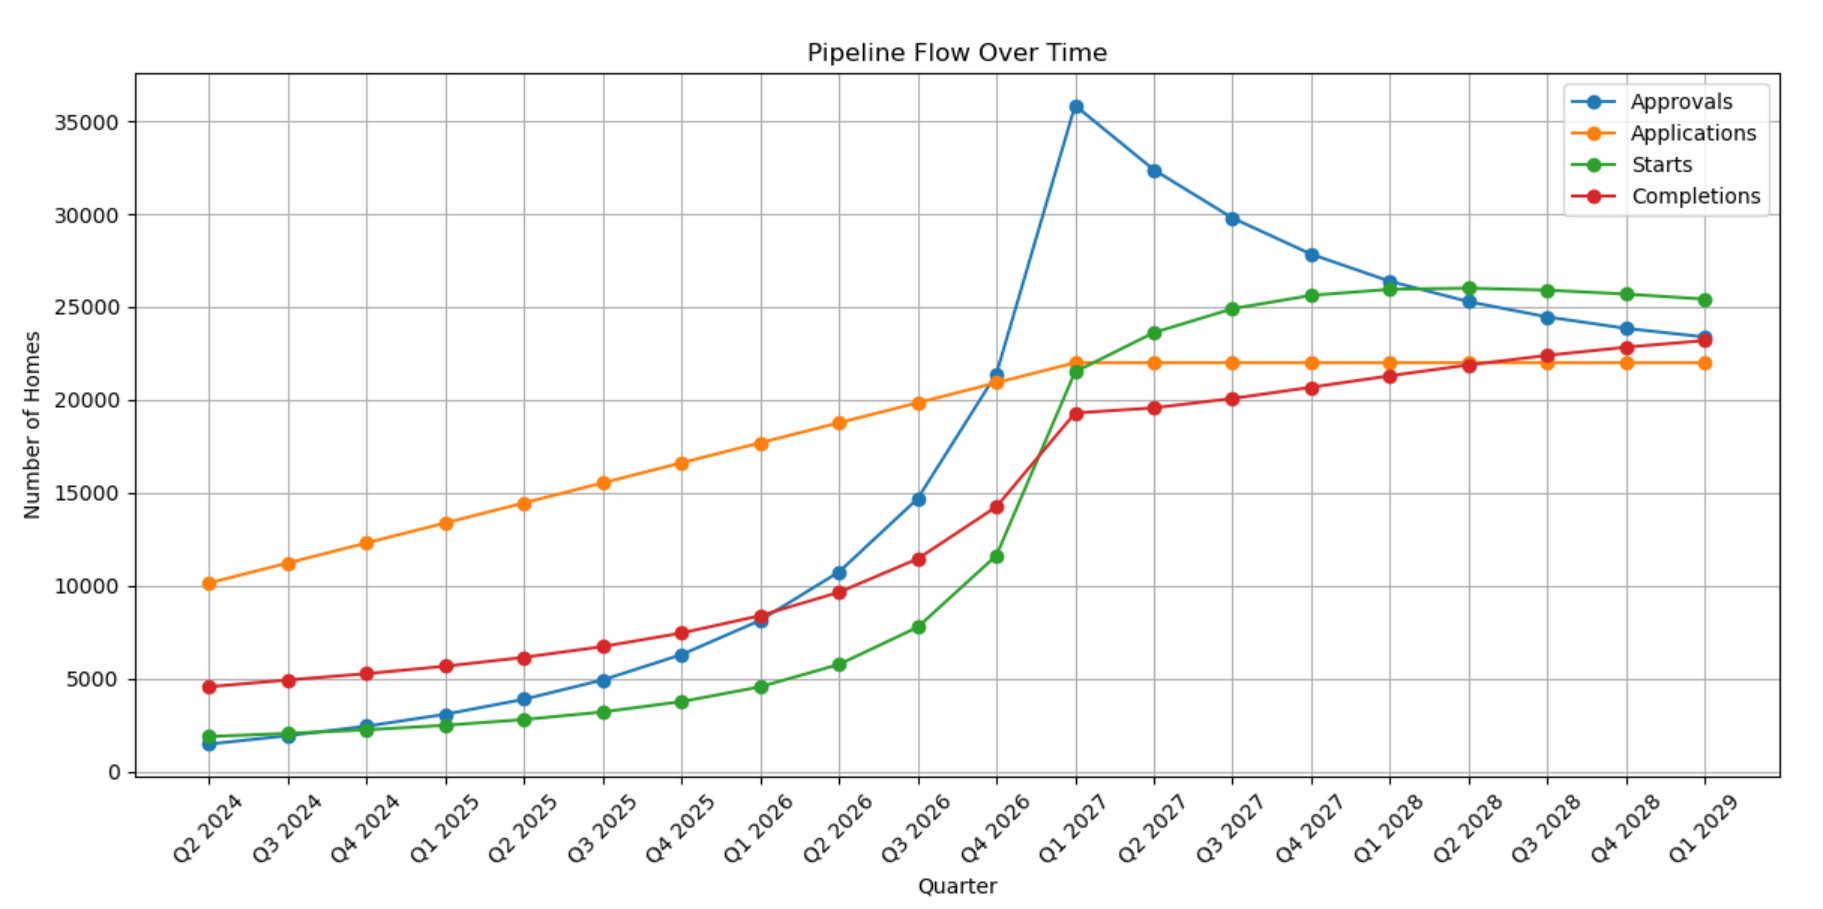 Pipeline Flow Over Time
Approvals
Applications
Starts
Completions
Number of Homes
35000
30000
25000
20000
15000
10000
5000
0
Q2 2024
Q3 2024
Q4 2024
Q1 2025
Q2 2025
Q3 2025
Q4 2025
Q1 2026
Q2 2026
Q3 2026
Q4 2026
Q1 2027
Q2 2027
Q3 2027
Q4 2027
Q1 2028
Q2 2028
Q3 2028
Q4 2028
Q1 2029
Quarter